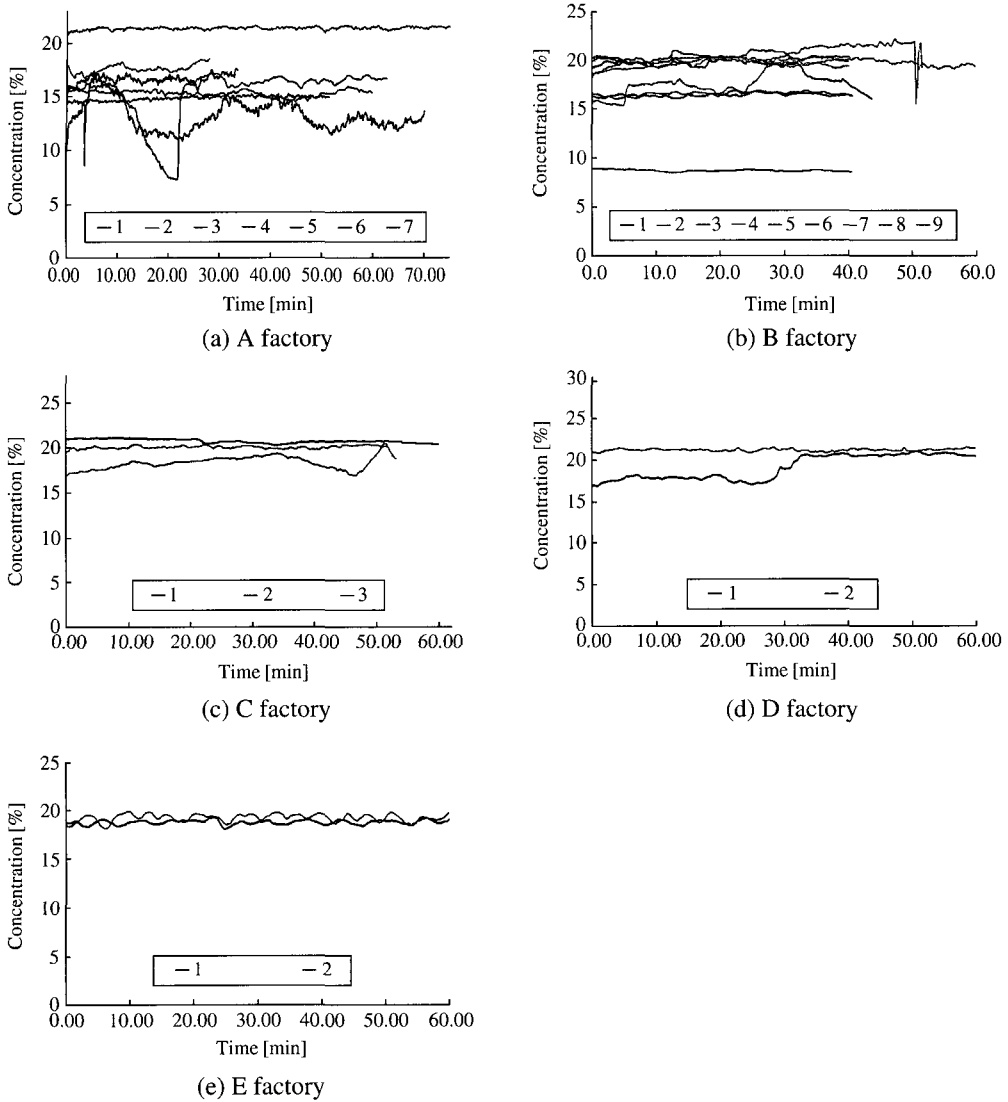 Concentration [%]
20
15
10
5
0
−1 −2 −3 −4 −5 −6 −7
0.00 10.00 20.00 30.00 40.00 50.00 60.00 70.00
Time [min]
(a) A factory
Concentration [%]
25
20
15
10
5
0
−1 −2 −3 −4 −5 −6 −7 −8 −9
0.0 10.0 20.0 30.0 40.0 50.0 60.0
Time [min]
(b) B factory
Concentration [%]
25
20
15
10
5
0
−1 −2 −3
0.00 10.00 20.00 30.00 40.00 50.00 60.00
Time [min]
(c) C factory
Concentration [%]
30
25
20
15
10
5
0
−1 −2
0.00 10.00 20.00 30.00 40.00 50.00 60.00
Time [min]
(d) D factory
Concentration [%]
25
20
15
10
5
0
−1 −2
0.00 10.00 20.00 30.00 40.00 50.00 60.00
Time [min]
(e) E factory